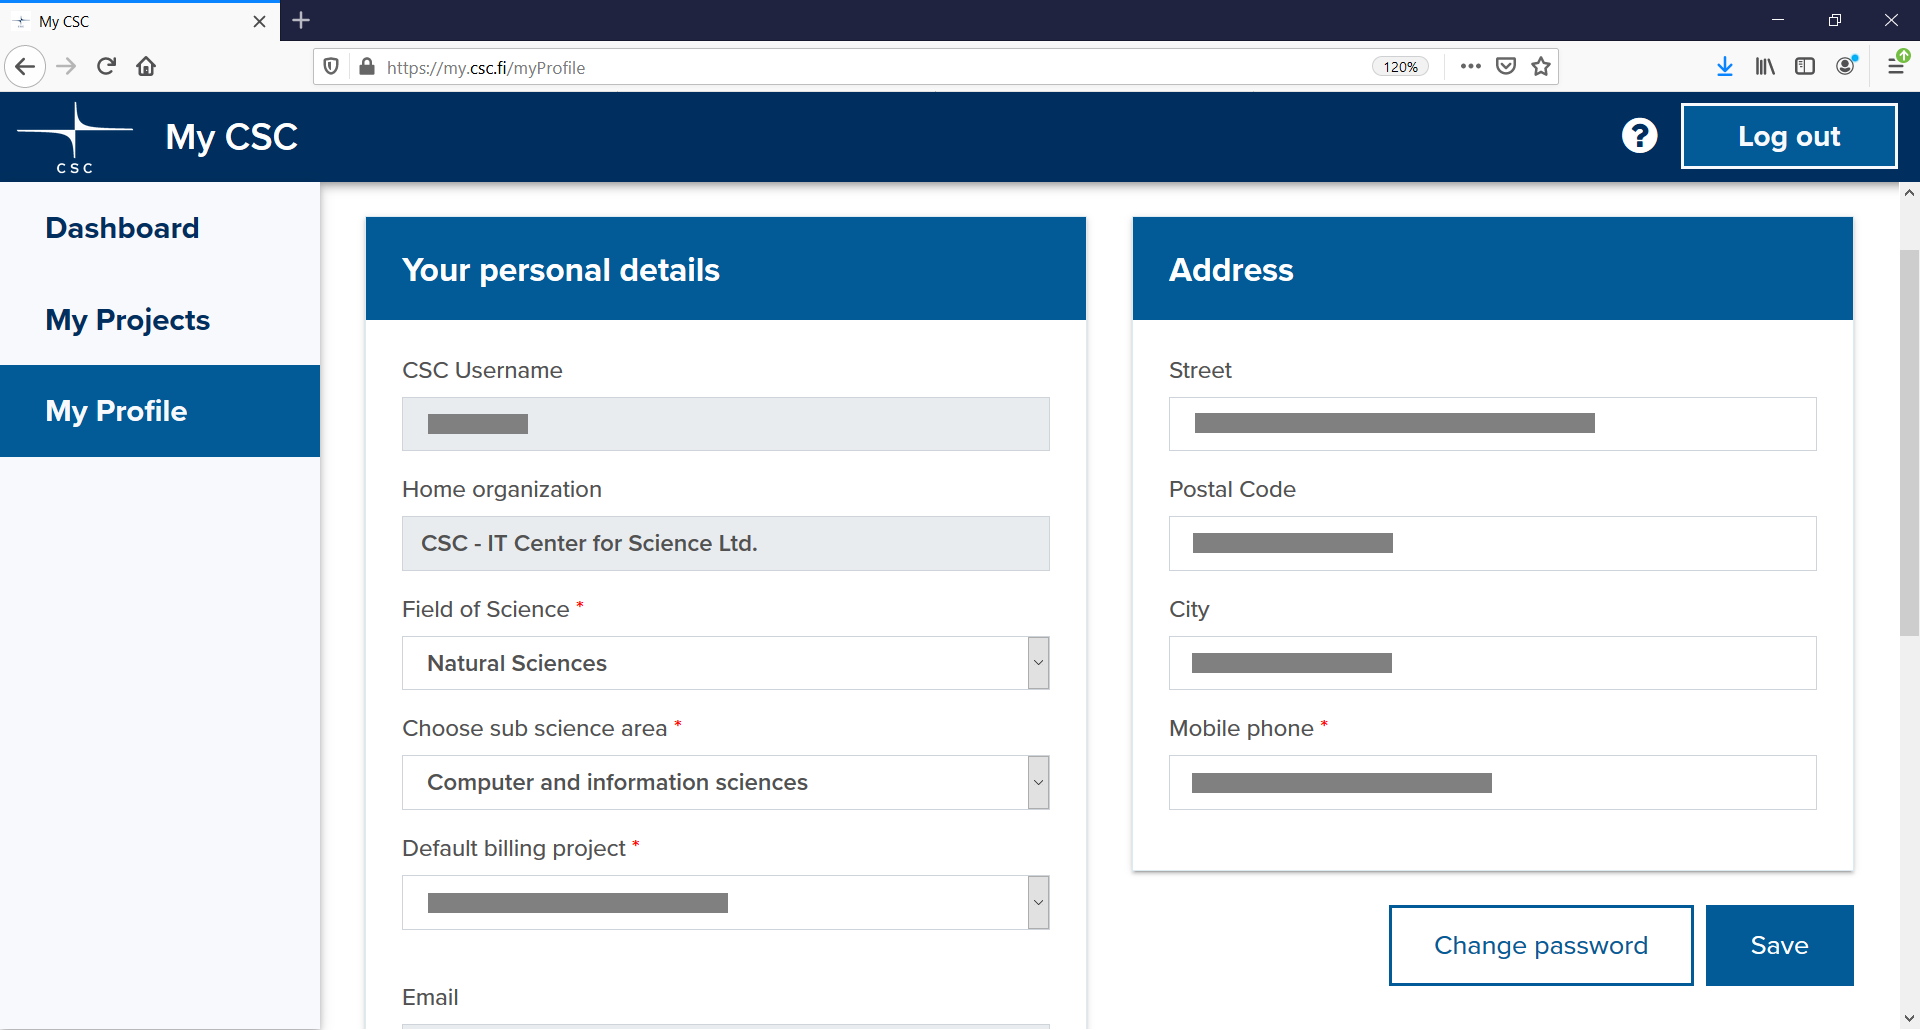 My CSC
https://my.csc.fi/myProfile
120%
CSC
My CSC
?
Log out
Dashboard
My Projects
My Profile
Your personal details
CSC Username
Home organization
CSC - IT Center for Science Ltd.
Field of Science *
Natural Sciences
Choose sub science area *
Computer and information sciences
Default billing project *
Email
Address
Street
Postal Code
City
Mobile phone *
Change password
Save